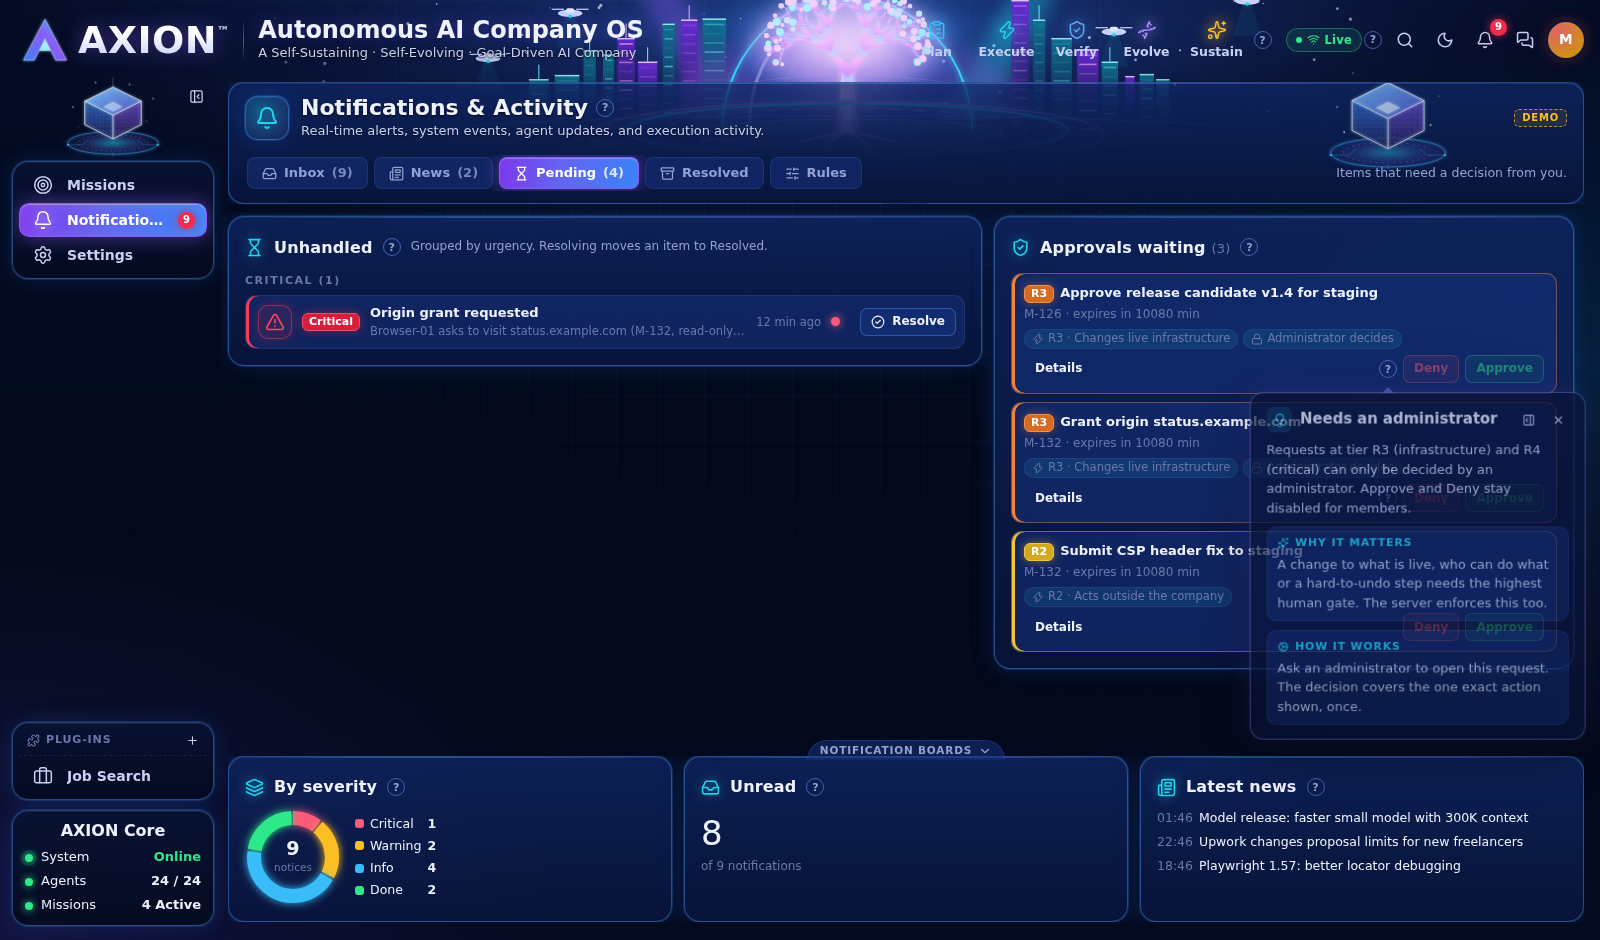 AXION™
Autonomous AI Company OS
A Self-Sustaining · Self-Evolving · Goal-Driven AI Company
Plan
Execute
Verify
Evolve
Sustain
?
Live
?
9
M
Missions
Notificatio...
9
Settings
Notifications & Activity ?
Real-time alerts, system events, agent updates, and execution activity.
DEMO
Inbox (9)
News (2)
Pending (4)
Resolved
Rules
Items that need a decision from you.
Unhandled ? Grouped by urgency. Resolving moves an item to Resolved.
CRITICAL (1)
Critical
Origin grant requested
Browser-01 asks to visit status.example.com (M-132, read-only...
12 min ago
Resolve
Approvals waiting (3) ?
R3 Approve release candidate v1.4 for staging
M-126 · expires in 10080 min
R3 · Changes live infrastructure
Administrator decides
Details
?
Deny
Approve
R3 Grant origin status.example.com
M-132 · expires in 10080 min
R3 · Changes live infrastructure
Details
?
Deny
Approve
R2 Submit CSP header fix to staging
M-132 · expires in 10080 min
R2 · Acts outside the company
Details
Deny
Approve
Needs an administrator
Requests at tier R3 (infrastructure) and R4
(critical) can only be decided by an
administrator. Approve and Deny stay
disabled for members.
WHY IT MATTERS
A change to what is live, who can do what
or a hard-to-undo step needs the highest
human gate. The server enforces this too.
HOW IT WORKS
Ask an administrator to open this request.
The decision covers the one exact action
shown, once.
PLUG-INS
+
Job Search
AXION Core
System Online
Agents 24 / 24
Missions 4 Active
NOTIFICATION BOARDS
By severity ?
9
notices
Critical 1
Warning 2
Info 4
Done 2
Unread ?
8
of 9 notifications
Latest news ?
01:46 Model release: faster small model with 300K context
22:46 Upwork changes proposal limits for new freelancers
18:46 Playwright 1.57: better locator debugging